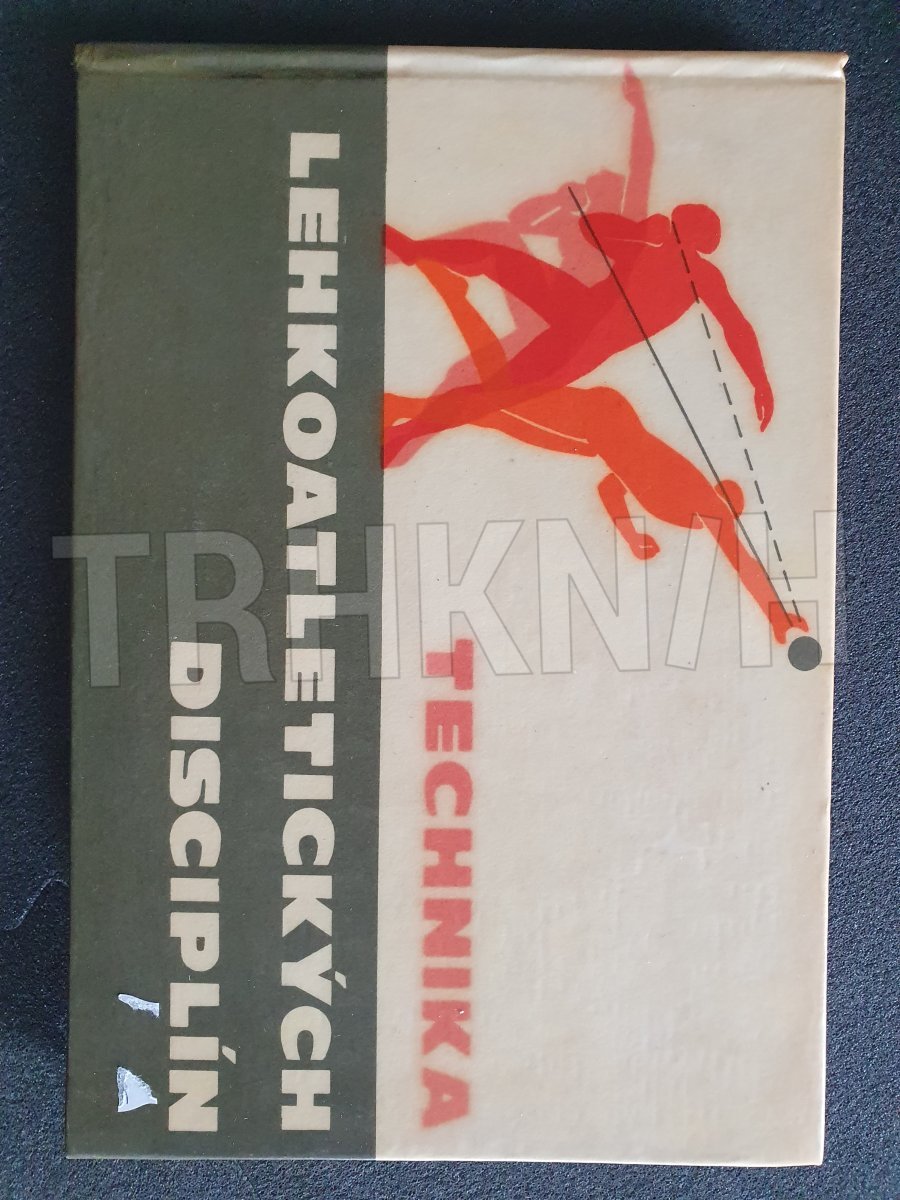 TECHNIKA
LEHKOATLETICKÝCH
DISCIPLÍN
TRHKNIH